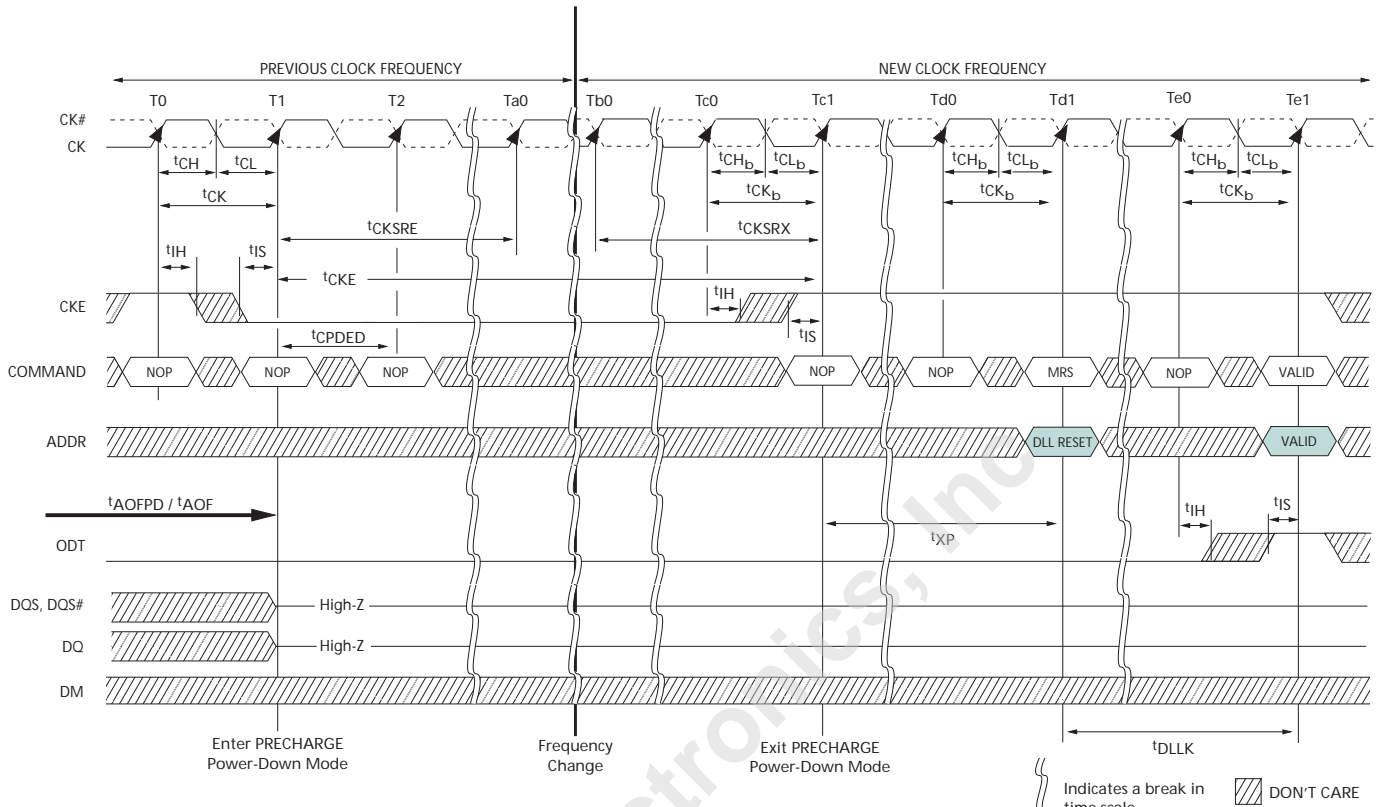 PREVIOUS CLOCK FREQUENCY NEW CLOCK FREQUENCY
T0 T1 T2 Ta0 Tb0 Tc0 Tc1 Td0 Td1 Te0 Te1
CK#
CK
tCH tCL tCHb tCLb tCHb tCLb tCHb tCLb
tCK tCKb tCKb tCKb
tCKSRE tCKSRX
tIH tIS tCKE tIH tIS
CKE
tCPDED
COMMAND NOP NOP NOP NOP NOP MRS NOP VALID
ADDR DLL RESET VALID
tAOFPD / tAOF tIH tIS
ODT tXP
DQS, DQS# High-Z
DQ High-Z
DM
Enter PRECHARGE
Power-Down Mode
Frequency
Change
Exit PRECHARGE
Power-Down Mode
tDLLK
Indicates a break in
time scale
DON'T CARE
ctronics, Inc